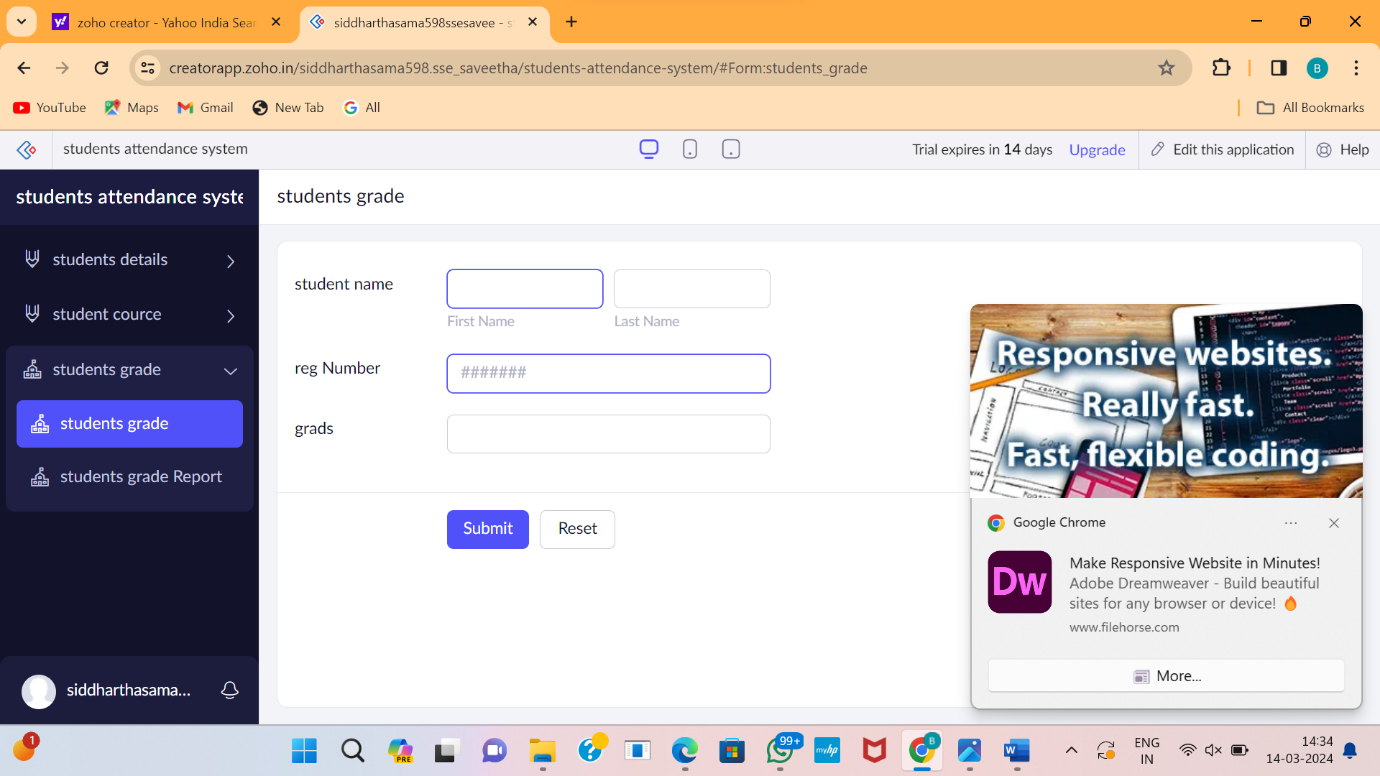 zoho creator - Yahoo India Sear
siddharthasama598ssesavee - s
creatorapp.zoho.in/siddharthasama598.sse_saveetha/students-attendance-system/#Form:students_grade
B
YouTube
Maps
Gmail
New Tab
All
All Bookmarks
students attendance system
Trial expires in 14 days
Upgrade
Edit this application
Help
students attendance syste
students grade
students details
student cource
students grade
students grade
students grade Report
siddharthasama...
student name
First Name
Last Name
reg Number
#######
grads
Submit
Reset
Responsive websites.
Really fast.
Fast, flexible coding.
Google Chrome
Dw
Make Responsive Website in Minutes!
Adobe Dreamweaver - Build beautiful
sites for any browser or device! 🔥
www.filehorse.com
More...
1
PRE
99+
myhp
B
W
ENG
IN
14:34
14-03-2024